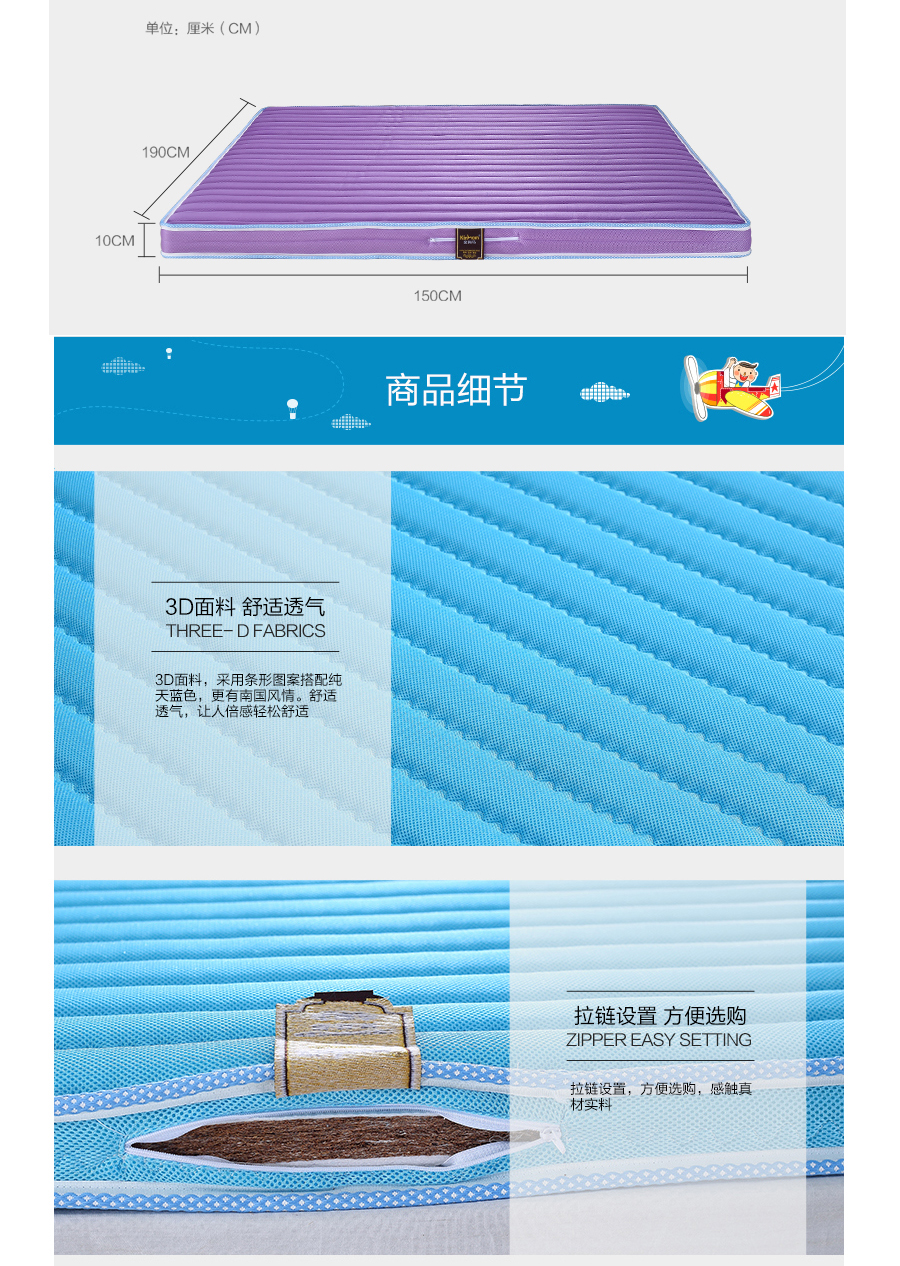 单位：厘米（CM）
190CM
10CM
150CM
商品细节
3D面料 舒适透气
THREE- D FABRICS
3D面料，采用条形图案搭配纯
天蓝色，更有南国风情。舒适
透气，让人倍感轻松舒适
拉链设置 方便选购
ZIPPER EASY SETTING
拉链设置，方便选购，感触真
材实料